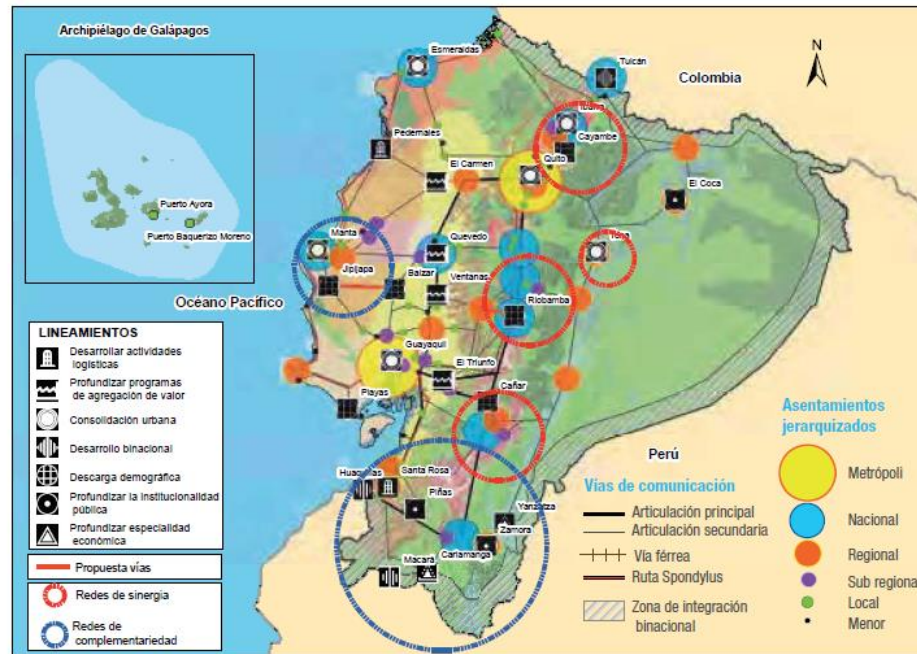 Archipiélago de Galápagos
Puerto Ayora
Puerto Baquerizo Moreno
Océano Pacífico
Colombia
Perú
N
Esmeraldas
Tulcán
Ibarra
Cayambe
Pedernales
El Carmen
Quito
El Coca
Tena
Manta
Quevedo
Jipijapa
Balzar
Ventanas
Riobamba
Guayaquil
El Triunfo
Cañar
Playas
Huaquillas
Santa Rosa
Piñas
Yantzatza
Zamora
Cariamanga
Macará
LINEAMIENTOS
Desarrollar actividades
logísticas
Profundizar programas
de agregación de valor
Consolidación urbana
Desarrollo binacional
Descarga demográfica
Profundizar la institucionalidad
pública
Profundizar especialidad
económica
Propuesta vías
Redes de sinergia
Redes de
complementariedad
Vías de comunicación
Articulación principal
Articulación secundaria
Vía férrea
Ruta Spondylus
Zona de integración
binacional
Asentamientos
jerarquizados
Metrópoli
Nacional
Regional
Sub regional
Local
Menor